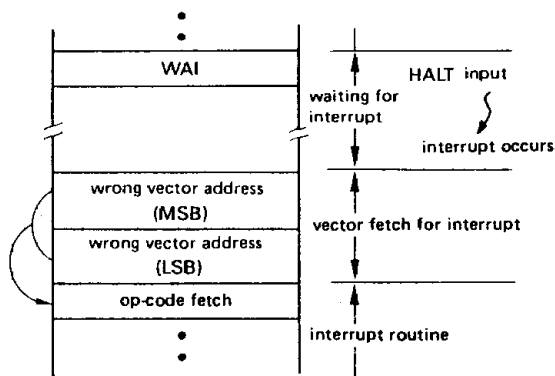 WAI
HALT input
waiting for
interrupt
interrupt occurs
wrong vector address
(MSB)
vector fetch for interrupt
wrong vector address
(LSB)
op-code fetch
interrupt routine